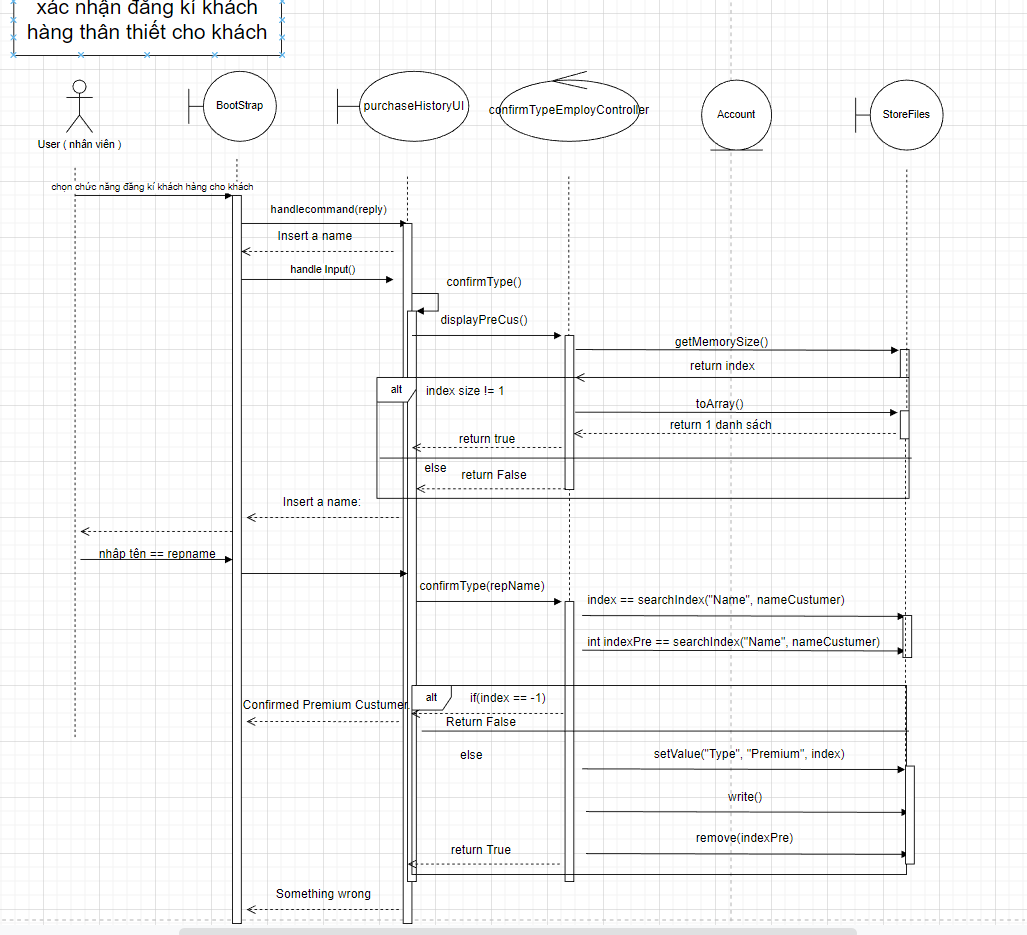 xác nhận đăng kí khách
hàng thân thiết cho khách
BootStrap
purchaseHistoryUI
confirmTypeEmployController
Account
StoreFiles
User ( nhân viên )
chọn chức năng đăng kí khách hàng cho khách
handlecommand(reply)
Insert a name
handle Input()
confirmType()
displayPreCus()
getMemorySize()
return index
alt
index size != 1
toArray()
return 1 danh sách
return true
else
return False
Insert a name:
nhâp tên == repname
confirmType(repName)
index == searchIndex("Name", nameCustumer)
int indexPre == searchIndex("Name", nameCustumer)
alt
if(index == -1)
Confirmed Premium Custumer.
Return False
else
setValue("Type", "Premium", index)
write()
remove(indexPre)
return True
Something wrong